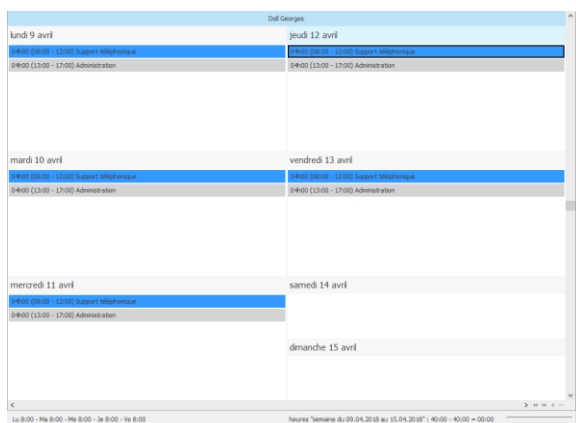 Doll Georges
lundi 9 avril
04h00 (08:00 - 12:00) Support téléphonique
04h00 (13:00 - 17:00) Administration
mardi 10 avril
04h00 (08:00 - 12:00) Support téléphonique
04h00 (13:00 - 17:00) Administration
mercredi 11 avril
04h00 (08:00 - 12:00) Support téléphonique
04h00 (13:00 - 17:00) Administration
jeudi 12 avril
04h00 (08:00 - 12:00) Support téléphonique
04h00 (13:00 - 17:00) Administration
vendredi 13 avril
04h00 (08:00 - 12:00) Support téléphonique
04h00 (13:00 - 17:00) Administration
samedi 14 avril
dimanche 15 avril
Lu 8:00 - Ma 8:00 - Me 8:00 - Je 8:00 - Ve 8:00
heures "semaine du 09.04.2018 au 15.04.2018" : 40:00 - 40:00 = 00:00